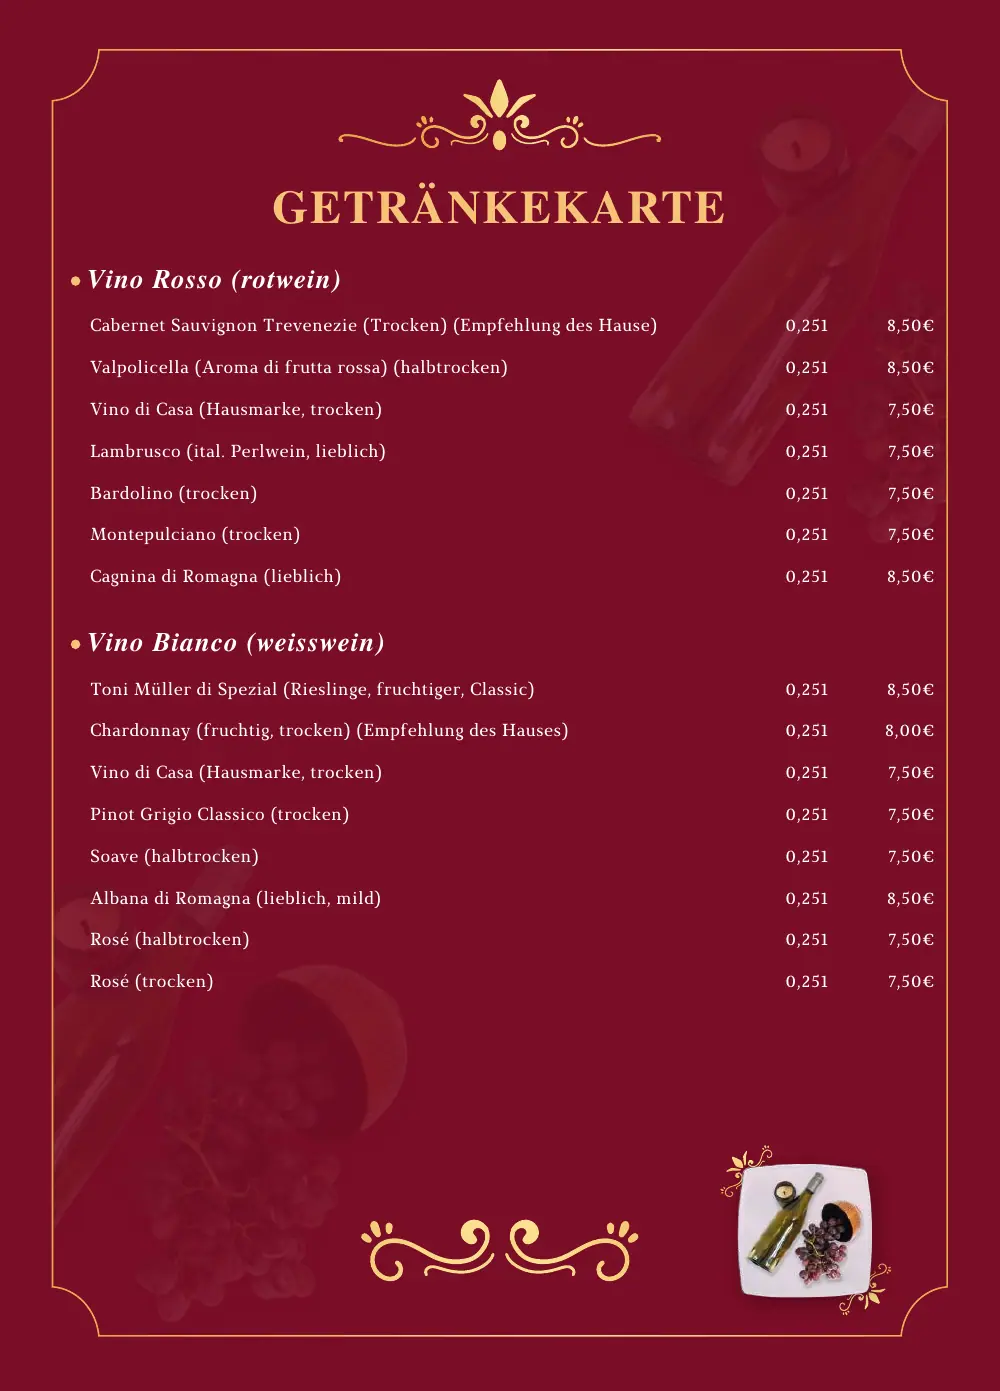 GETRÄNKEKARTE
Vino Rosso (rotwein)
Cabernet Sauvignon Trevenezie (Trocken) (Empfehlung des Hause) 0,25l 8,50€
Valpolicella (Aroma di frutta rossa) (halbtrocken) 0,25l 8,50€
Vino di Casa (Hausmarke, trocken) 0,25l 7,50€
Lambrusco (ital. Perlwein, lieblich) 0,25l 7,50€
Bardolino (trocken) 0,25l 7,50€
Montepulciano (trocken) 0,25l 7,50€
Cagnina di Romagna (lieblich) 0,25l 8,50€
Vino Bianco (weisswein)
Toni Müller di Spezial (Rieslinge, fruchtiger, Classic) 0,25l 8,50€
Chardonnay (fruchtig, trocken) (Empfehlung des Hauses) 0,25l 8,00€
Vino di Casa (Hausmarke, trocken) 0,25l 7,50€
Pinot Grigio Classico (trocken) 0,25l 7,50€
Soave (halbtrocken) 0,25l 7,50€
Albana di Romagna (lieblich, mild) 0,25l 8,50€
Rosé (halbtrocken) 0,25l 7,50€
Rosé (trocken) 0,25l 7,50€